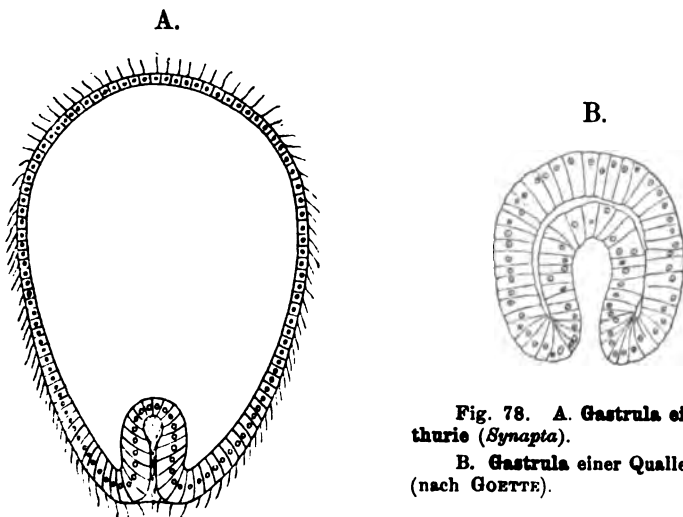 A.
B.
Fig. 78. A. Gastrula
thurie (Synapta).
B. Gastrula einer Qualle
(nach GOETTE).